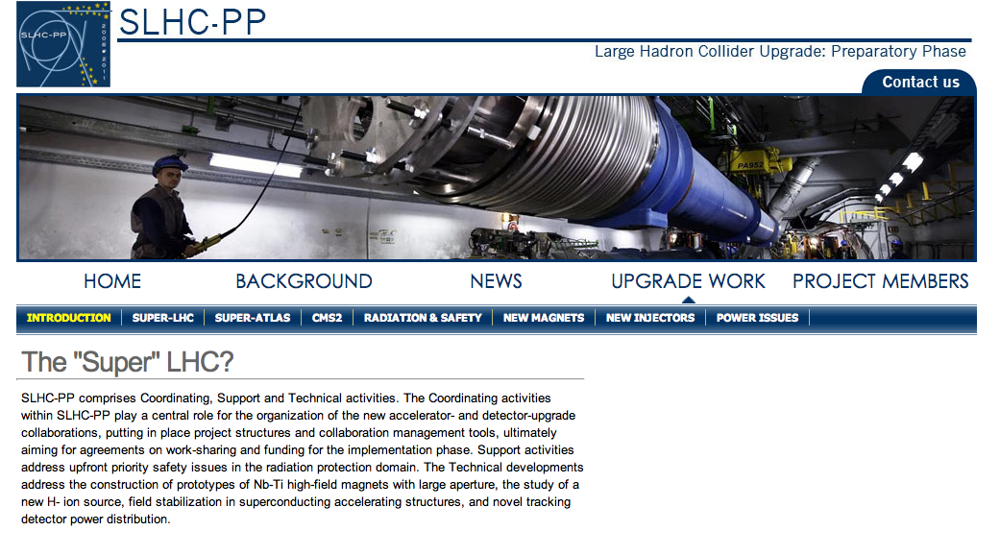 SLHC-PP
2008 2011
SLHC-PP
Large Hadron Collider Upgrade: Preparatory Phase
Contact us
PA952
HOME BACKGROUND NEWS UPGRADE WORK PROJECT MEMBERS
INTRODUCTION SUPER-LHC SUPER-ATLAS CMS2 RADIATION & SAFETY NEW MAGNETS NEW INJECTORS POWER ISSUES
The "Super" LHC?
SLHC-PP comprises Coordinating, Support and Technical activities. The Coordinating activities
within SLHC-PP play a central role for the organization of the new accelerator- and detector-upgrade
collaborations, putting in place project structures and collaboration management tools, ultimately
aiming for agreements on work-sharing and funding for the implementation phase. Support activities
address upfront priority safety issues in the radiation protection domain. The Technical developments
address the construction of prototypes of Nb-Ti high-field magnets with large aperture, the study of a
new H- ion source, field stabilization in superconducting accelerating structures, and novel tracking
detector power distribution.